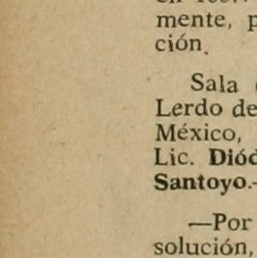 mente, p
ción.
Sala
Lerdo de
México,
Lic. Dióc
Santoyo.-
—Por
solución,